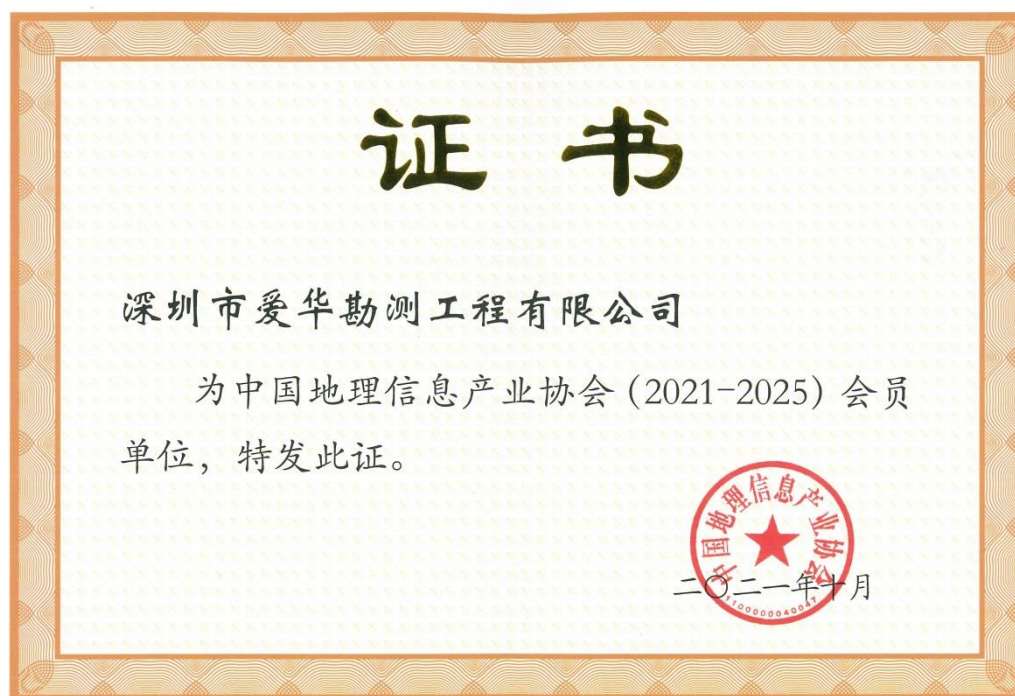 证 书
深圳市爱华勘测工程有限公司
为中国地理信息产业协会(2021-2025)会员
单位，特发此证。
中国地理信息产业协会
二〇二一年十月
1100000040047